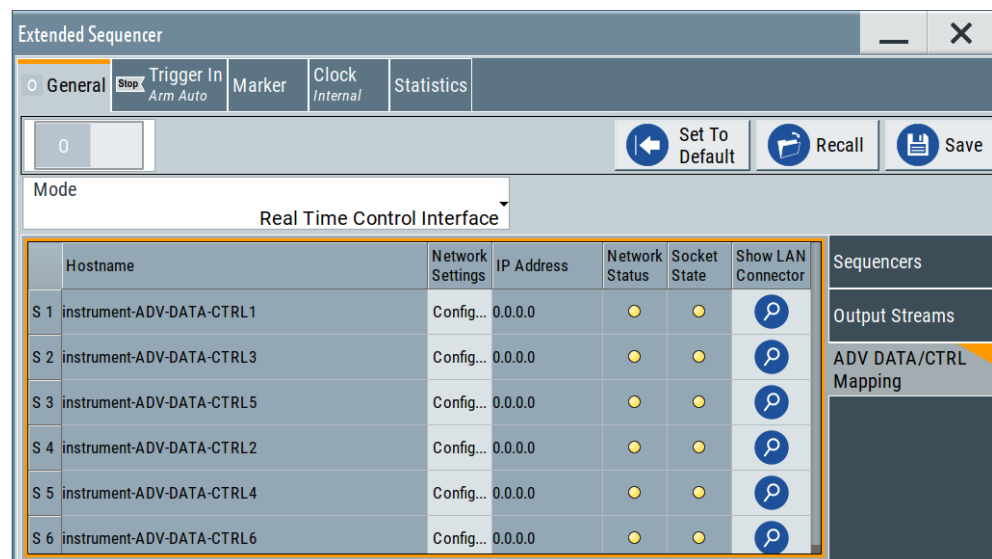 Extended Sequencer
O General Stop Trigger In Arm Auto Marker Clock Internal Statistics
O Set To Default Recall Save
Mode
Real Time Control Interface
Hostname Network Settings IP Address Network Status Socket State Show LAN Connector
S 1 instrument-ADV-DATA-CTRL1 Config... 0.0.0.0
S 2 instrument-ADV-DATA-CTRL3 Config... 0.0.0.0
S 3 instrument-ADV-DATA-CTRL5 Config... 0.0.0.0
S 4 instrument-ADV-DATA-CTRL2 Config... 0.0.0.0
S 5 instrument-ADV-DATA-CTRL4 Config... 0.0.0.0
S 6 instrument-ADV-DATA-CTRL6 Config... 0.0.0.0
Sequencers
Output Streams
ADV DATA/CTRL
Mapping